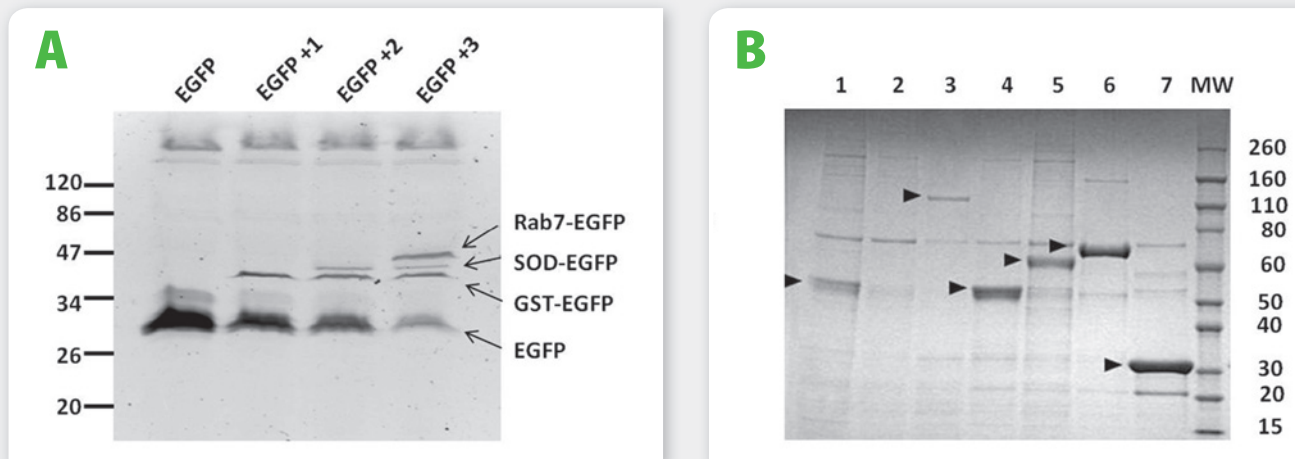 A
EGFP
EGFP +1
EGFP +2
EGFP +3
120
86
47
34
26
20
Rab7-EGFP
SOD-EGFP
GST-EGFP
EGFP
B
1 2 3 4 5 6 7 MW
260
160
110
80
60
50
40
30
20
15